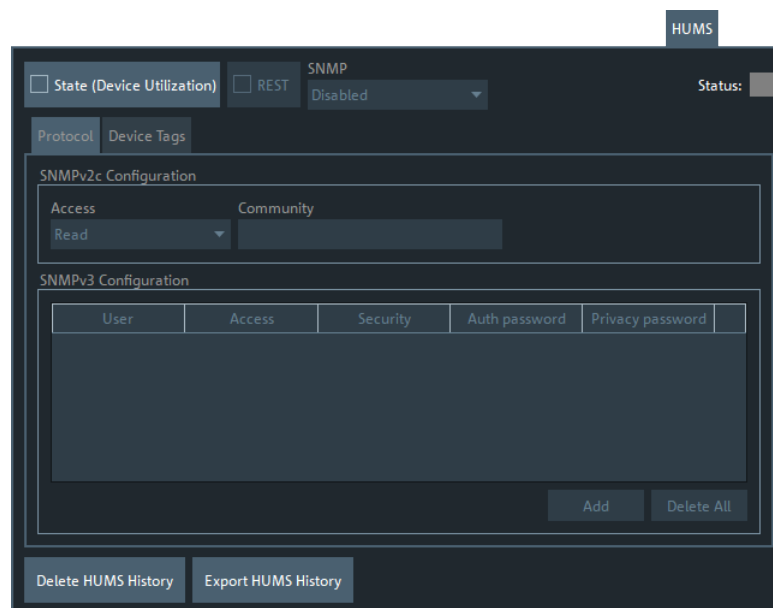 HUMS
State (Device Utilization)
REST
SNMP
Disabled
Status:
Protocol
Device Tags
SNMPv2c Configuration
Access
Community
Read
SNMPv3 Configuration
User
Access
Security
Auth password
Privacy password
Add
Delete All
Delete HUMS History
Export HUMS History